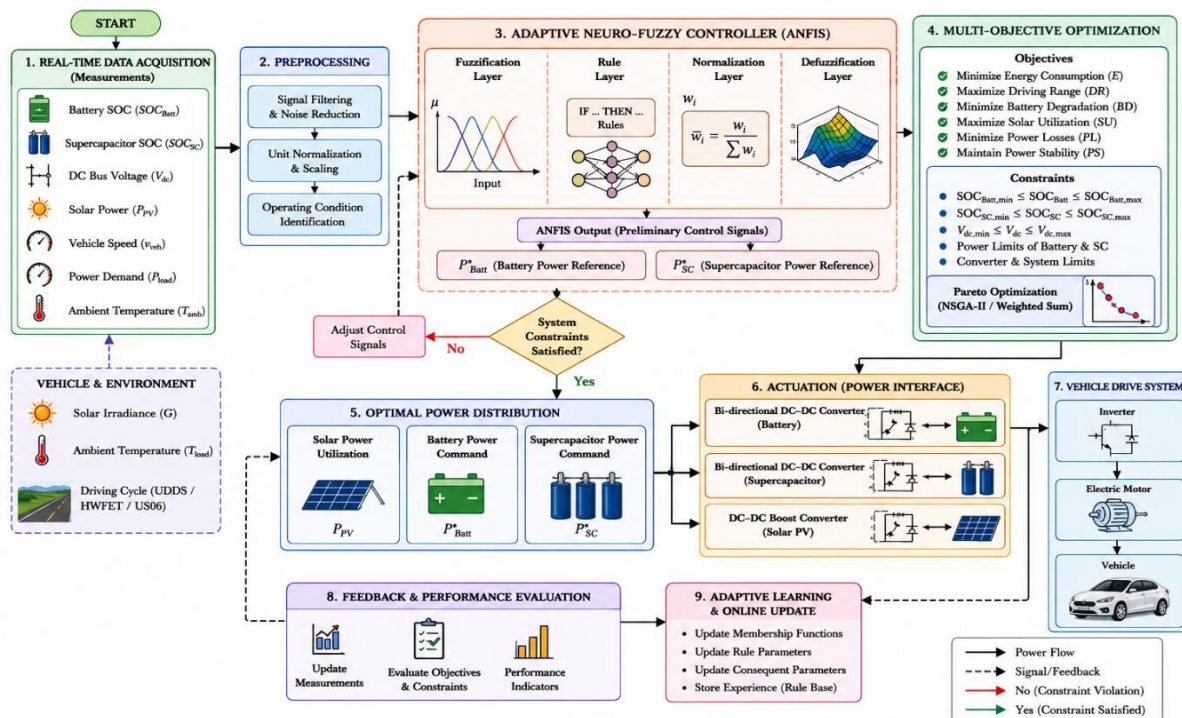 START
1. REAL-TIME DATA ACQUISITION
(Measurements)
Battery SOC (SOC_Batt)
Supercapacitor SOC (SOC_SC)
DC Bus Voltage (V_dc)
Solar Power (P_PV)
Vehicle Speed (v_veh)
Power Demand (P_load)
Ambient Temperature (T_amb)
VEHICLE & ENVIRONMENT
Solar Irradiance (G)
Ambient Temperature (T_load)
Driving Cycle (UDDS /
HWFET / US06)
2. PREPROCESSING
Signal Filtering
& Noise Reduction
Unit Normalization
& Scaling
Operating Condition
Identification
3. ADAPTIVE NEURO-FUZZY CONTROLLER (ANFIS)
Fuzzification
Layer
μ
Input
Rule
Layer
IF ... THEN ...
Rules
Normalization
Layer
w_i
w̄_i = w_i / ∑ w_i
Defuzzification
Layer
ANFIS Output (Preliminary Control Signals)
P*_Batt (Battery Power Reference)
P*_SC (Supercapacitor Power Reference)
Adjust Control
Signals
No
System
Constraints
Satisfied?
Yes
4. MULTI-OBJECTIVE OPTIMIZATION
Objectives
Minimize Energy Consumption (E)
Maximize Driving Range (DR)
Minimize Battery Degradation (BD)
Maximize Solar Utilization (SU)
Minimize Power Losses (PL)
Maintain Power Stability (PS)
Constraints
SOC_Batt,min ≤ SOC_Batt ≤ SOC_Batt,max
SOC_SC,min ≤ SOC_SC ≤ SOC_SC,max
V_dc,min ≤ V_dc ≤ V_dc,max
Power Limits of Battery & SC
Converter & System Limits
Pareto Optimization
(NSGA-II / Weighted Sum)
5. OPTIMAL POWER DISTRIBUTION
Solar Power
Utilization
P_PV
Battery Power
Command
P*_Batt
Supercapacitor Power
Command
P*_SC
6. ACTUATION (POWER INTERFACE)
Bi-directional DC–DC Converter
(Battery)
Bi-directional DC–DC Converter
(Supercapacitor)
DC–DC Boost Converter
(Solar PV)
7. VEHICLE DRIVE SYSTEM
Inverter
Electric Motor
Vehicle
8. FEEDBACK & PERFORMANCE EVALUATION
Update
Measurements
Evaluate Objectives
& Constraints
Performance
Indicators
9. ADAPTIVE LEARNING
& ONLINE UPDATE
• Update Membership Functions
• Update Rule Parameters
• Update Consequent Parameters
• Store Experience (Rule Base)
Power Flow
Signal/Feedback
No (Constraint Violation)
Yes (Constraint Satisfied)